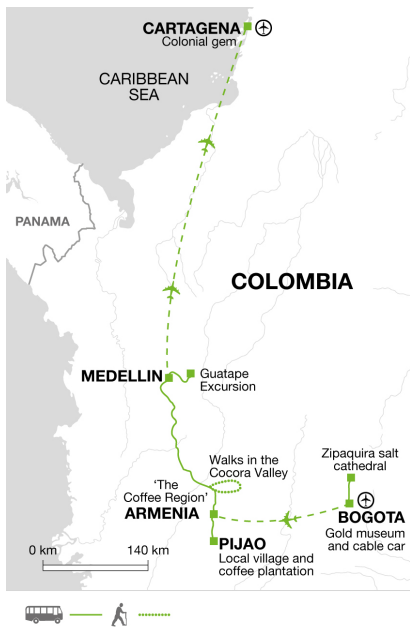 CARTAGENA
Colonial gem
CARIBBEAN
SEA
PANAMA
COLOMBIA
MEDELLIN
Guatape
Excursion
Walks in the
Cocora Valley
Zipaquira salt
cathedral
‘The
Coffee Region’
ARMENIA
BOGOTA
Gold museum
and cable car
PIJAO
Local village and
coffee plantation
0 km 140 km